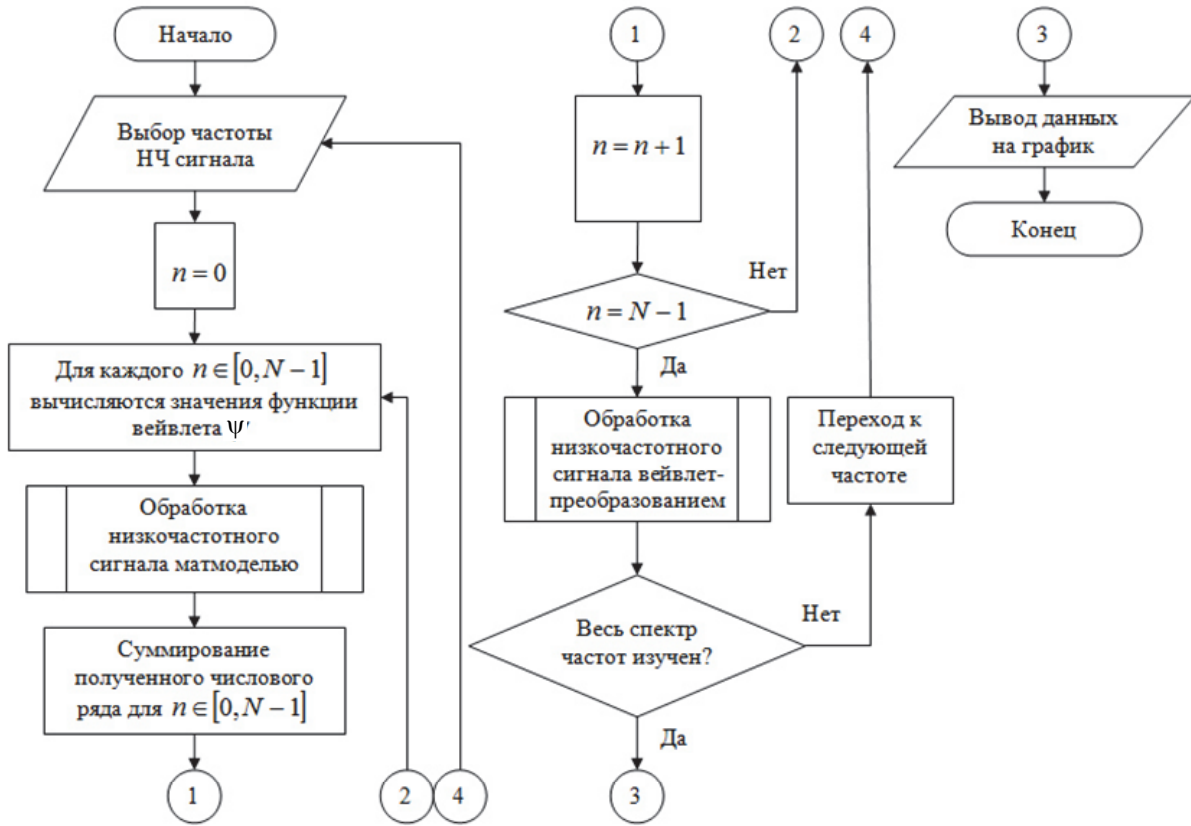 Начало
Выбор частоты
НЧ сигнала
n = 0
Для каждого n ∈ [0, N − 1]
вычисляются значения функции
вейвлета ψ'
Обработка
низкочастотного
сигнала матмоделью
Суммирование
полученного числового
ряда для n ∈ [0, N − 1]
1
2
4
1
n = n + 1
n = N − 1
Нет
Да
Обработка
низкочастотного
сигнала вейвлет-
преобразованием
Весь спектр
частот изучен?
Нет
Да
3
2
4
Переход к
следующей
частоте
3
Вывод данных
на график
Конец